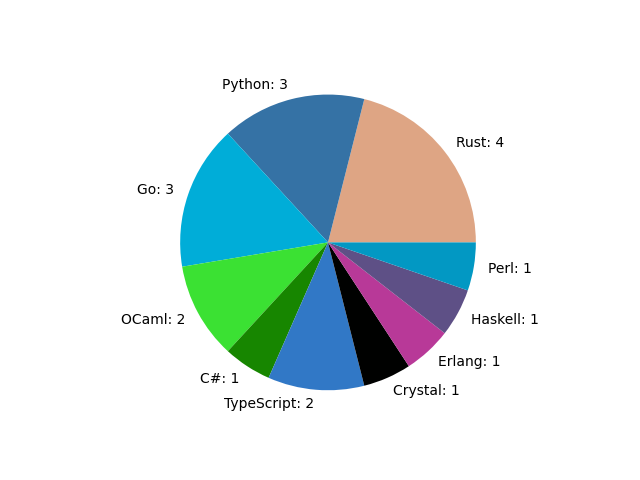 Python: 3
Rust: 4
Go: 3
OCaml: 2
C#: 1
TypeScript: 2
Crystal: 1
Erlang: 1
Haskell: 1
Perl: 1